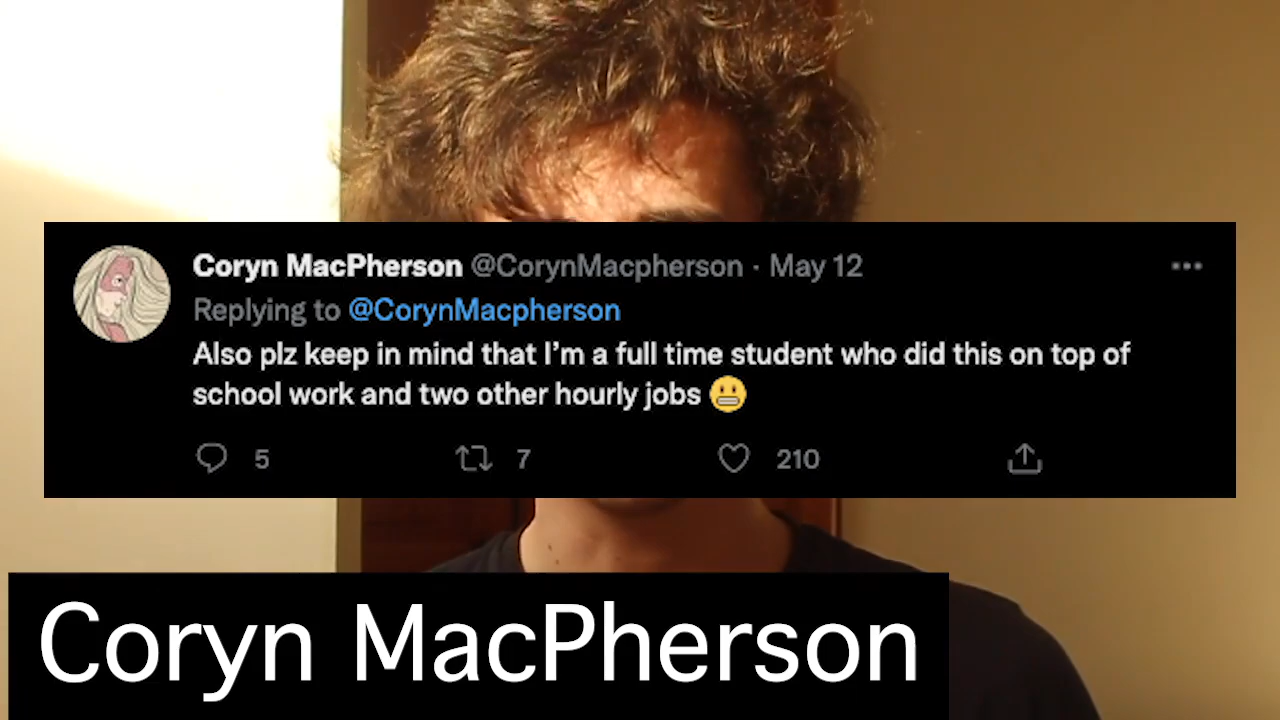 Coryn MacPherson @CorynMacpherson · May 12
Replying to @CorynMacpherson
Also plz keep in mind that I'm a full time student who did this on top of
school work and two other hourly jobs 😬
5 7 210
Coryn MacPherson